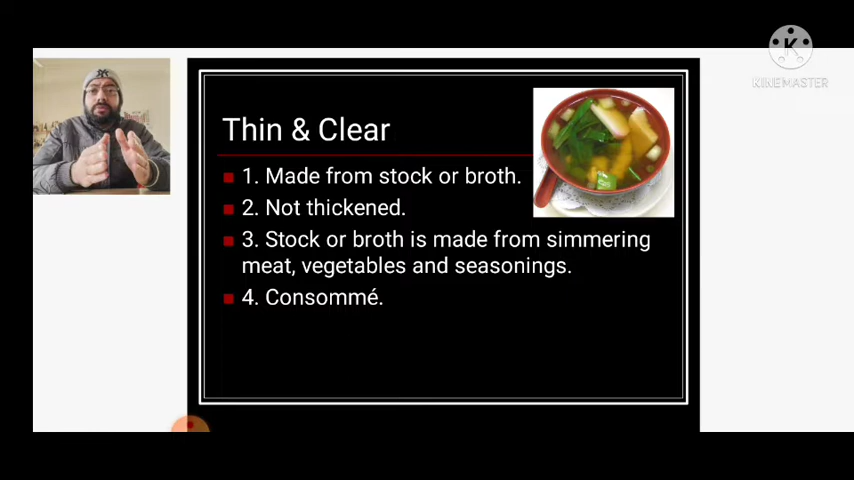 K
KINEMASTER
Thin & Clear
1. Made from stock or broth.
2. Not thickened.
3. Stock or broth is made from simmering
meat, vegetables and seasonings.
4. Consommé.